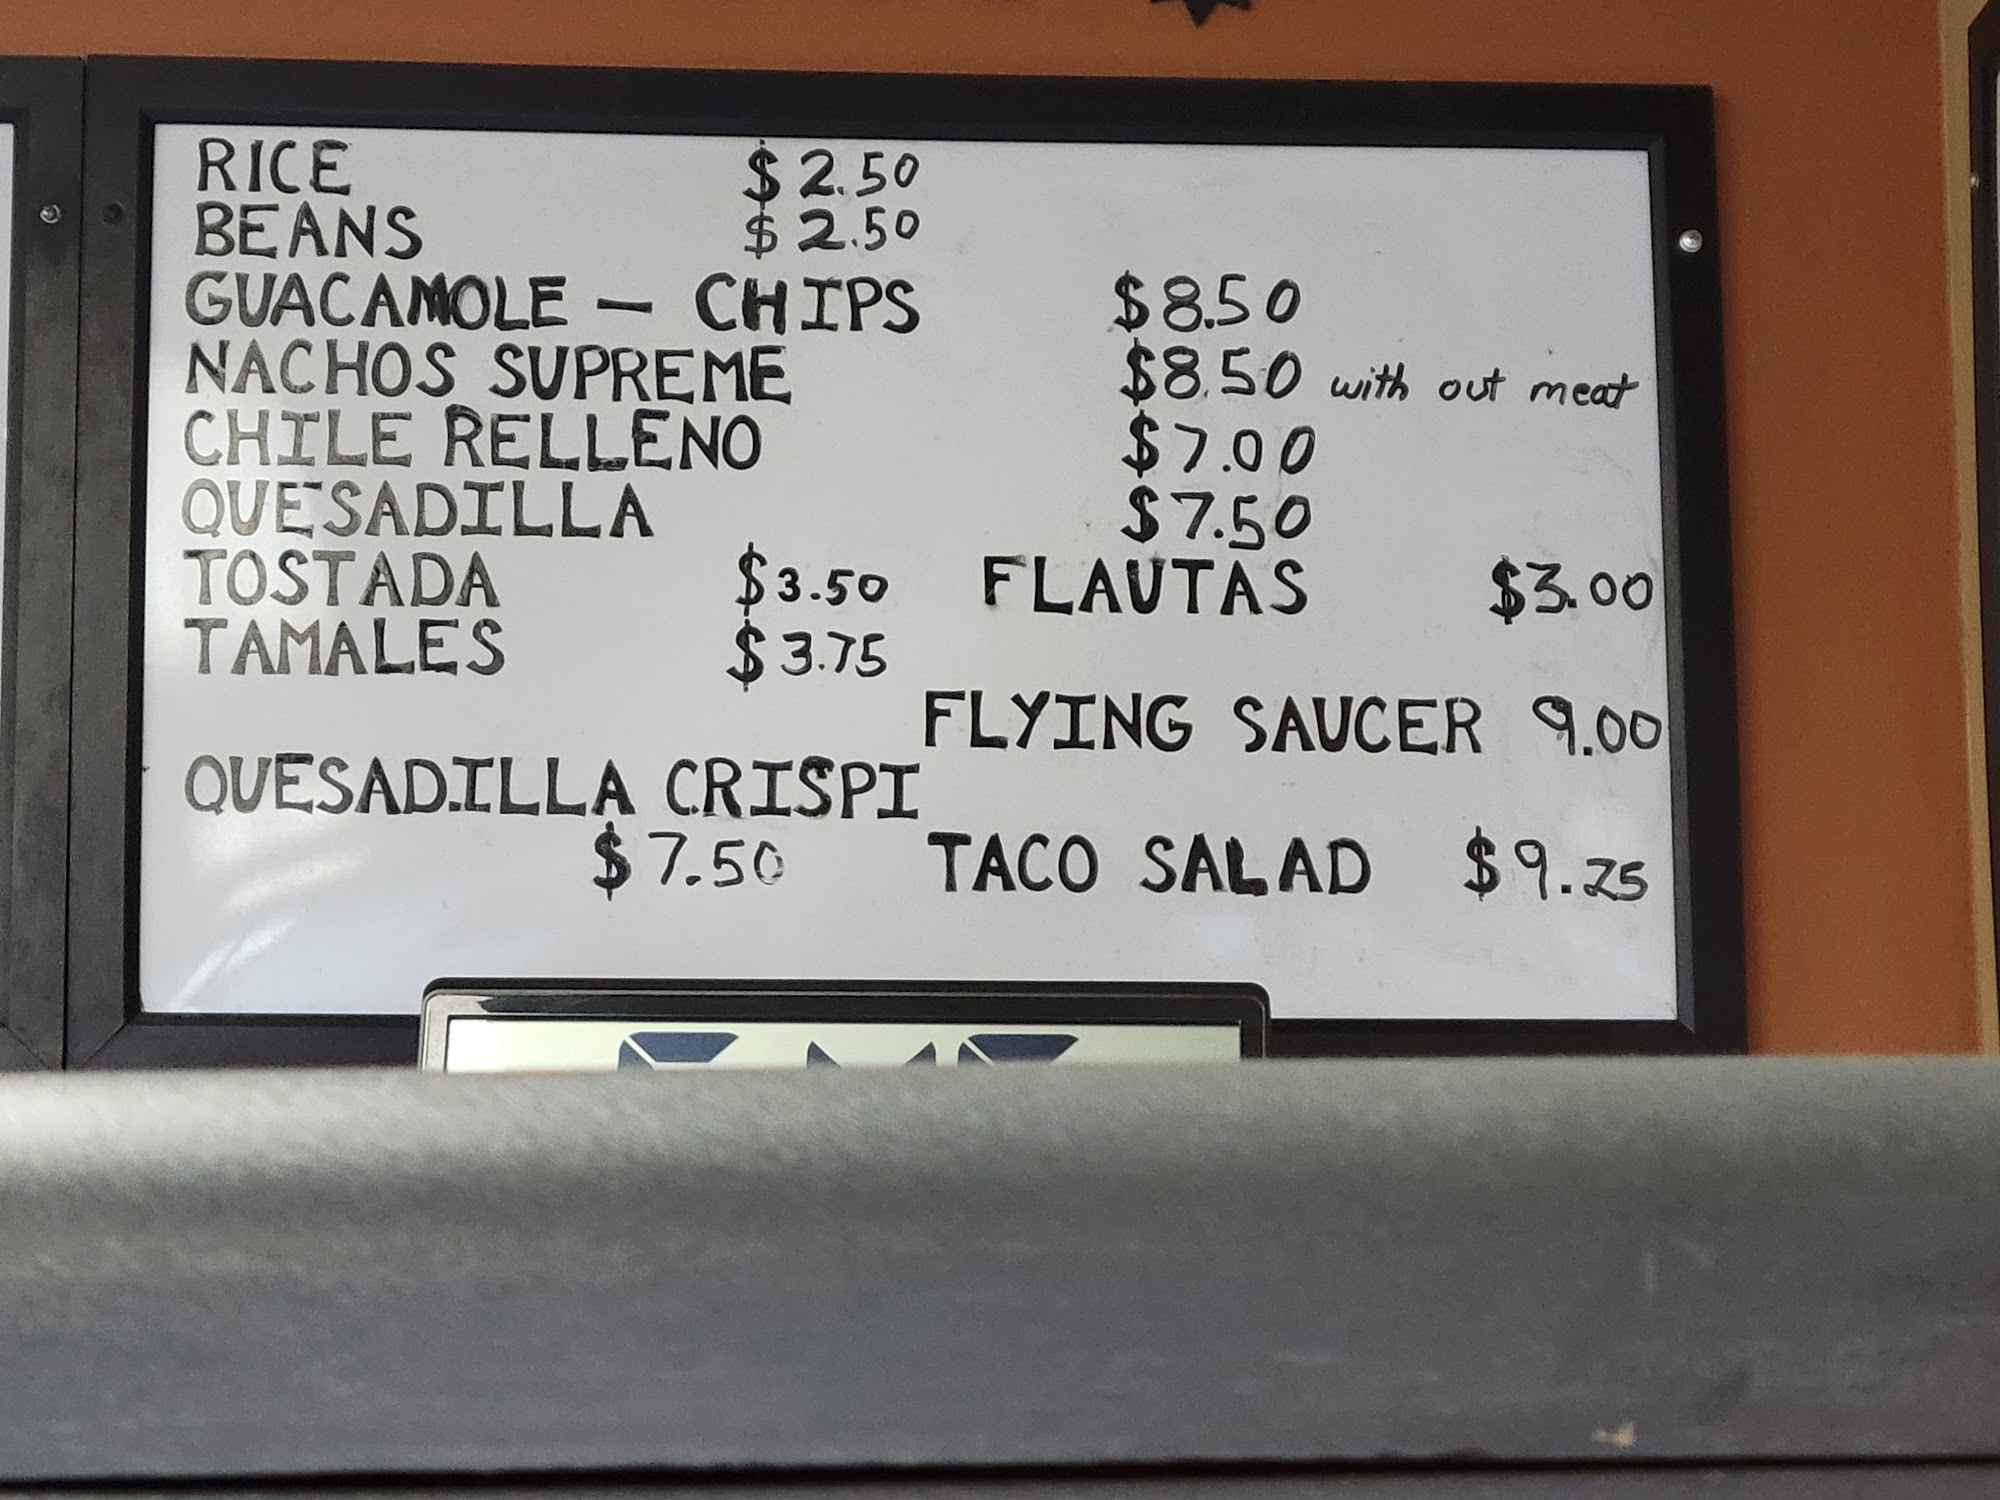 RICE $2.50
BEANS $2.50
GUACAMOLE — CHIPS $8.50
NACHOS SUPREME $8.50 with out meat
CHILE RELLENO $7.00
QUESADILLA $7.50
TOSTADA $3.50 FLAUTAS $3.00
TAMALES $3.75
FLYING SAUCER 9.00
QUESADILLA CRISPI
$7.50 TACO SALAD $9.25